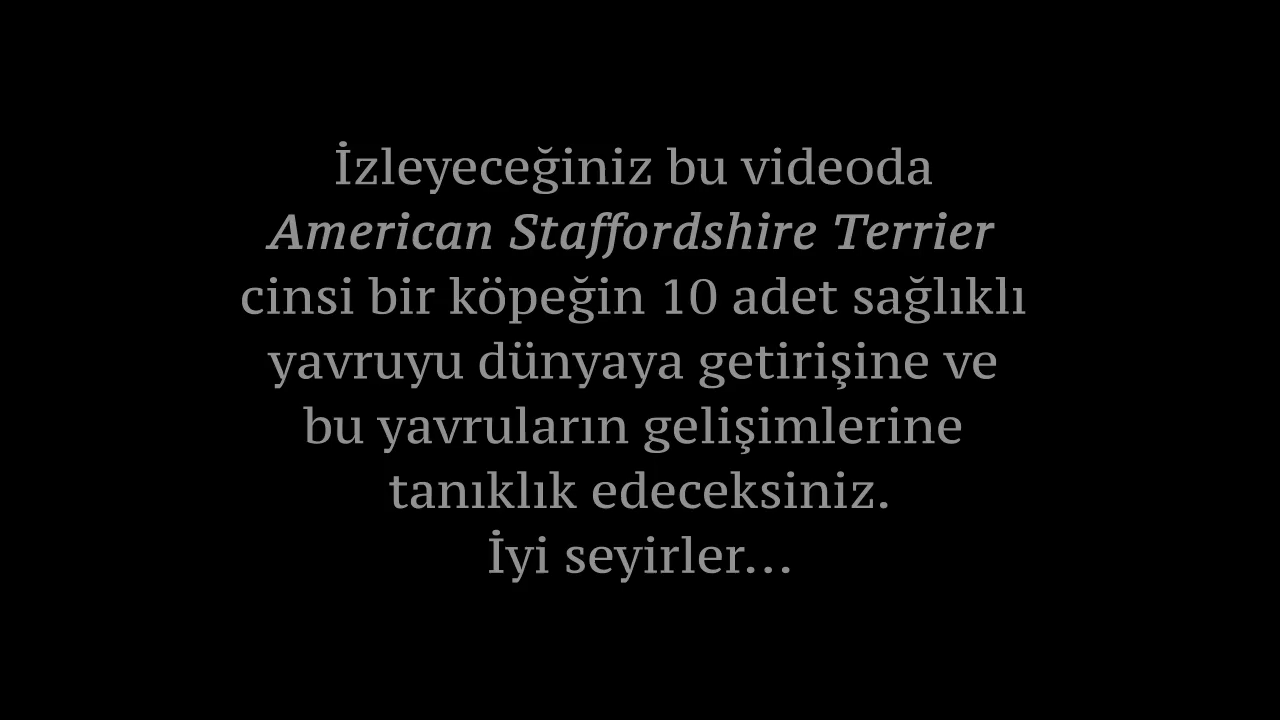 İzleyeceğiniz bu videoda
American Staffordshire Terrier
cinsi bir köpeğin 10 adet sağlıklı
yavruyu dünyaya getirişine ve
bu yavruların gelişimlerine
tanıklık edeceksiniz.
İyi seyirler...